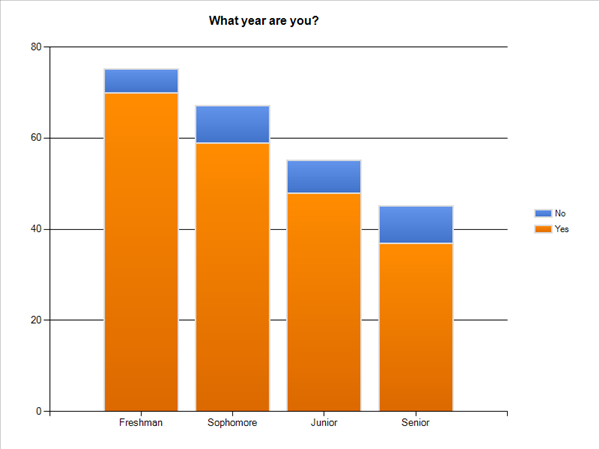 What year are you?
80
60
40
20
0
Freshman Sophomore Junior Senior
No
Yes